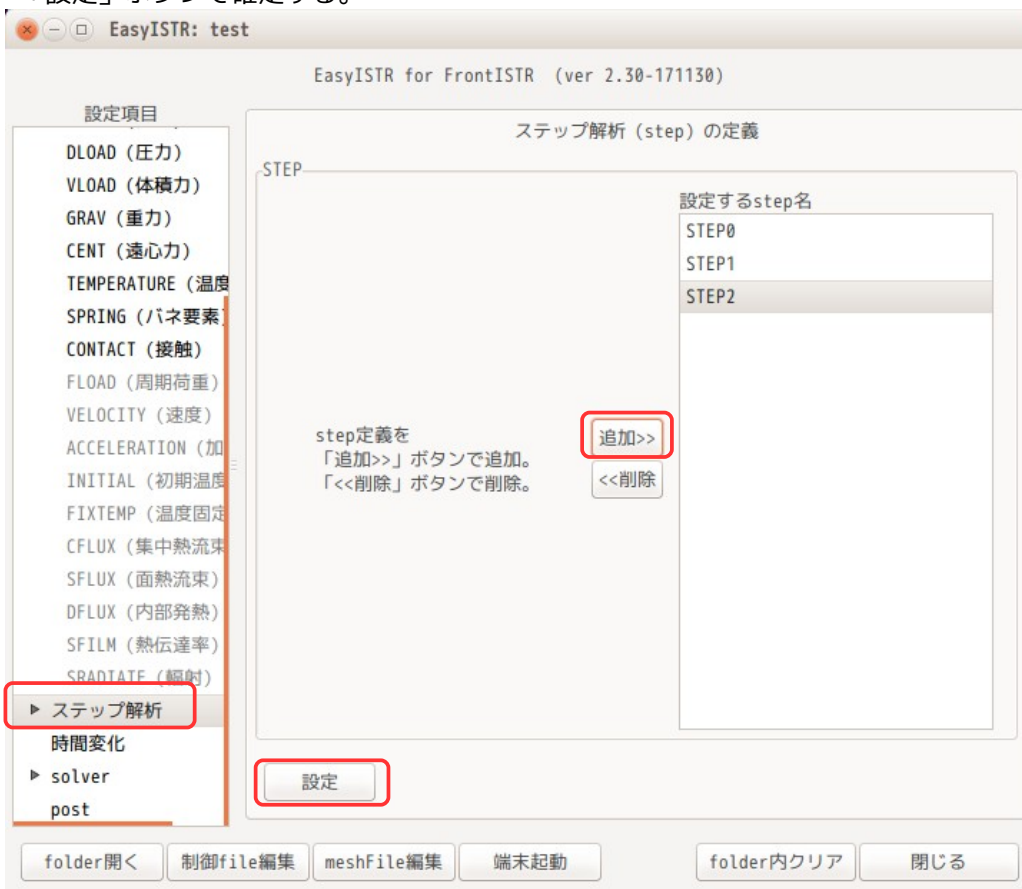 設定」ボタンで確定する。
EasyISTR: test
EasyISTR for FrontISTR (ver 2.30-171130)
設定項目
DLOAD (圧力)
VLOAD (体積力)
GRAV (重力)
CENT (遠心力)
TEMPERATURE (温度
SPRING (バネ要素)
CONTACT (接触)
FLOAD (周期荷重)
VELOCITY (速度)
ACCELERATION (加
INITIAL (初期温度
FIXTEMP (温度固定
CFLUX (集中熱流束
SFLUX (面熱流束)
DFLUX (内部発熱)
SFILM (熱伝達率)
SRADIATE (輻射)
ステップ解析
時間変化
solver
post
ステップ解析 (step) の定義
STEP
設定するstep名
STEP0
STEP1
STEP2
step定義を
「追加>>」ボタンで追加。
「<<削除」ボタンで削除。
追加>>
<<削除
設定
folder開く 制御file編集 meshFile編集 端末起動 folder内クリア 閉じる